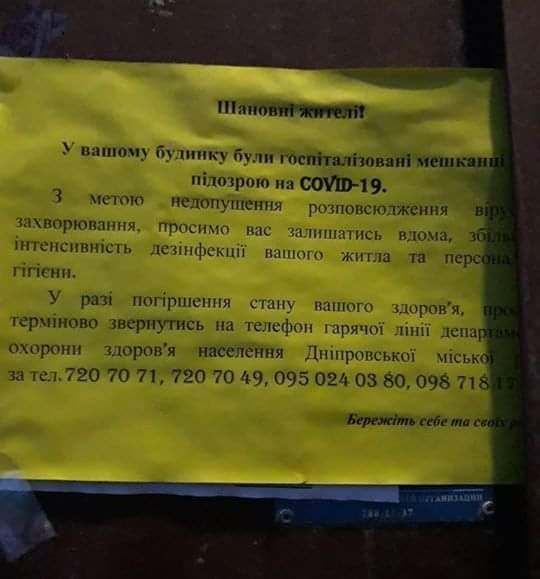 Шановні жителі!
У вашому будинку були госпіталізовані мешканці
підозрою на COVID-19.
З метою недопущення розповсюдження
захворювання, просимо вас залишатись вдома,
інтенсивність дезінфекції вашого житла та
гігієни.
У разі погіршення стану вашого здоров'я,
терміново звернутись на телефон гарячої лінії
охорони здоров'я населення Дніпровської міської
за тел. 720 70 71, 720 70 49, 095 024 03 80, 098 718
Бережіть себе та своїх
ОРГАНИЗАЦИИ